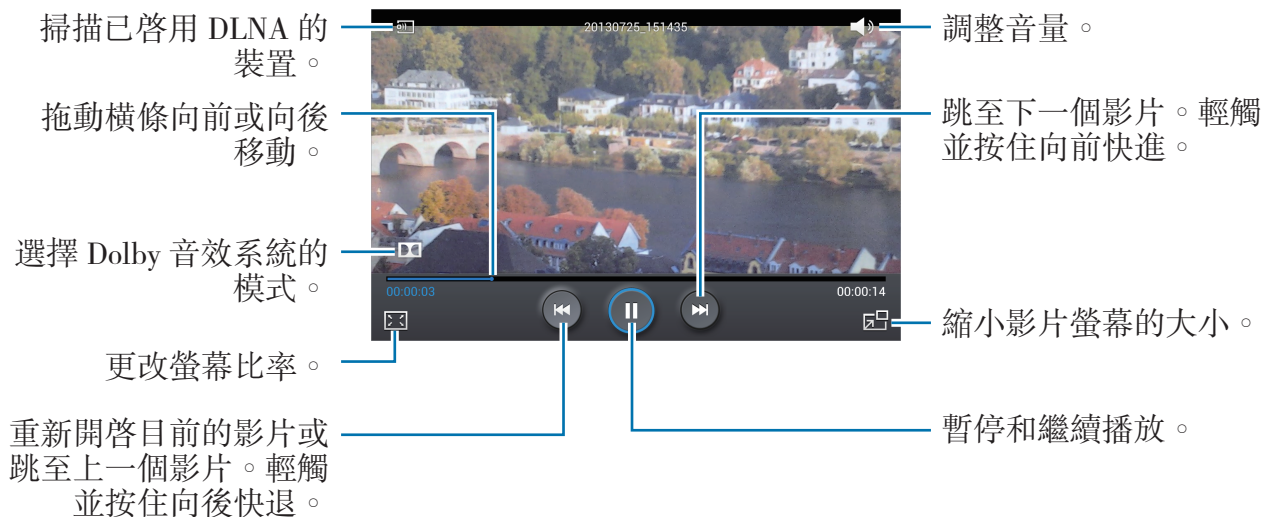 掃描已啓用 DLNA 的
裝置。
拖動橫條向前或向後
移動。
選擇 Dolby 音效系統的
模式。
更改螢幕比率。
重新開啓目前的影片或
跳至上一個影片。輕觸
並按住向後快退。
20130725_151435
00:00:03
00:00:14
調整音量。
跳至下一個影片。輕觸
並按住向前快進。
縮小影片螢幕的大小。
暫停和繼續播放。